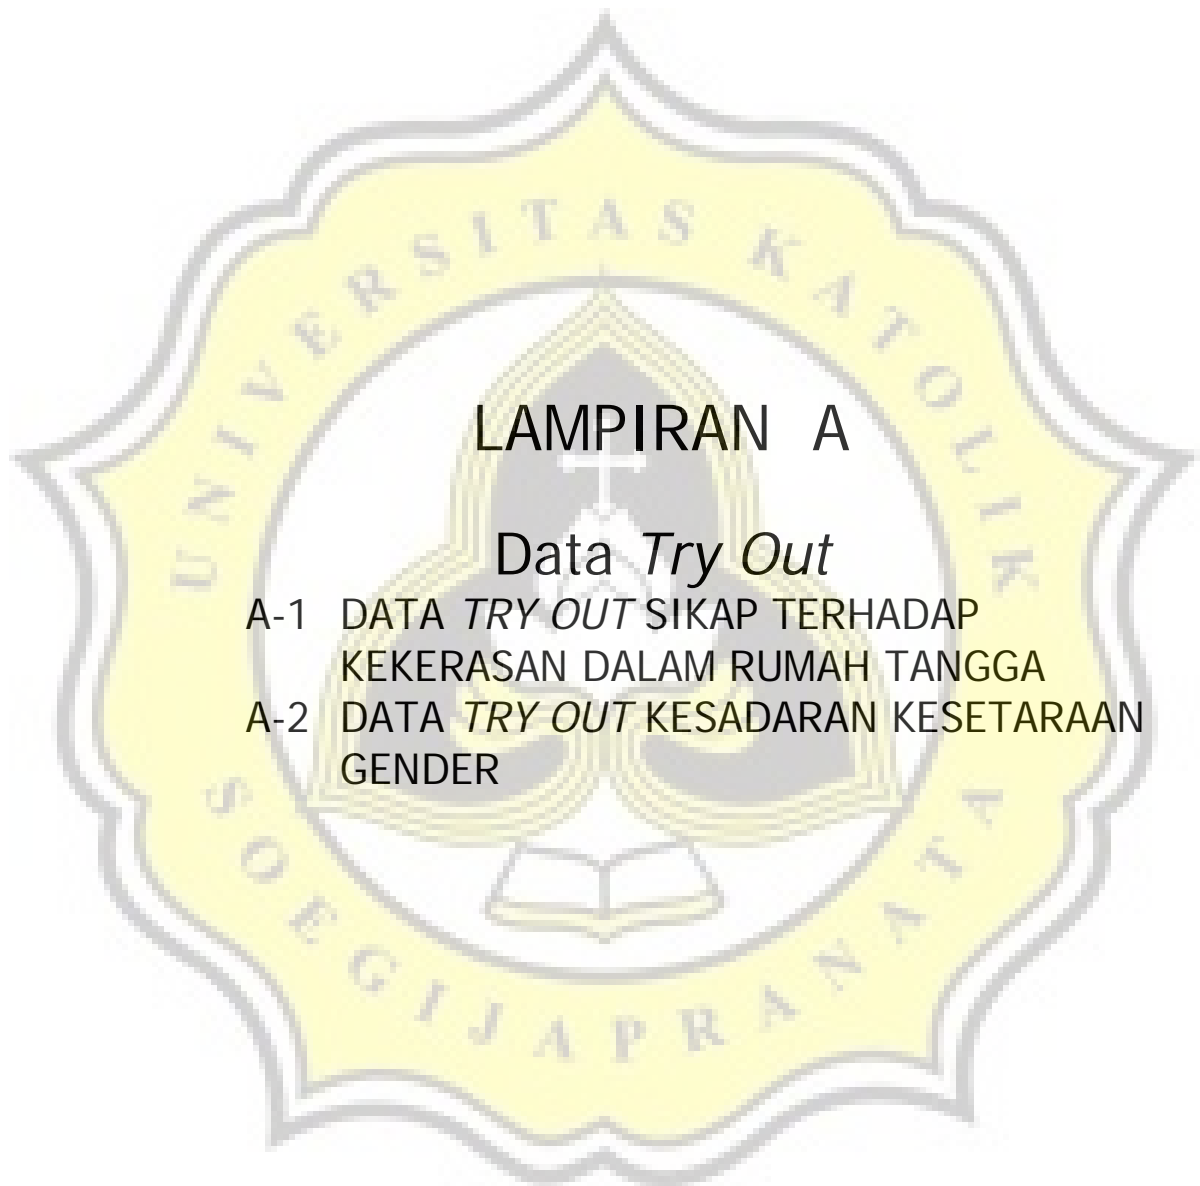 UNIVERSITAS KATOLIK
LAMPIRAN A
Data Try Out
A-1 DATA TRY OUT SIKAP TERHADAP
KEKERASAN DALAM RUMAH TANGGA
A-2 DATA TRY OUT KESADARAN KESETARAAN
GENDER
SOEGIJAPRANATA